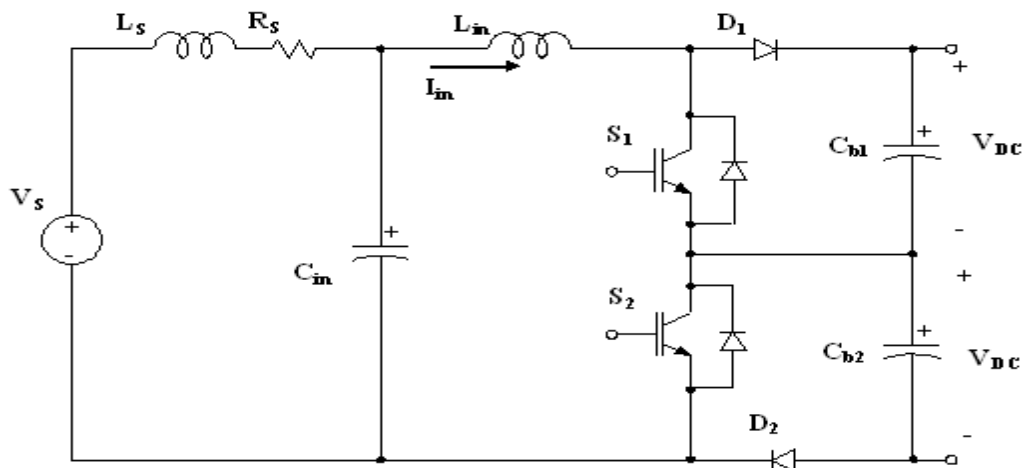 Ls Rs Lin D1
Iin
S1 Cb1 + VDC
+
-
Vs + -
Cin +
S2 Cb2 + VDC
+
-
D2